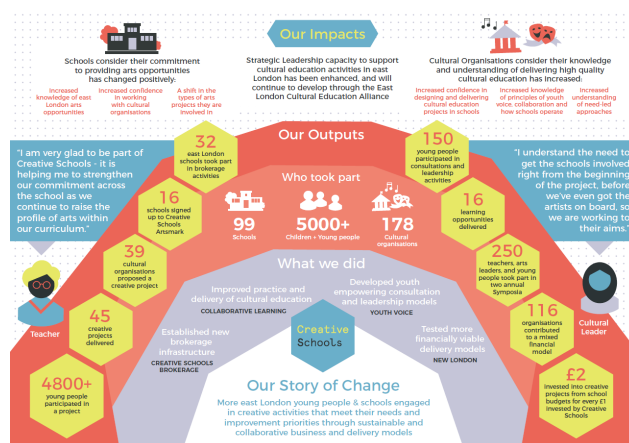 Our Impacts
Schools consider their commitment
to providing arts opportunities
has changed positively:
Increased
knowledge of east
London arts
opportunities
Increased confidence
in working
with cultural
organisations
A shift in the
types of arts
projects they are
involved in
Strategic Leadership capacity to support
cultural education activities in east
London has been enhanced, and will
continue to develop through the East
London Cultural Education Alliance
Cultural Organisations consider their knowledge
and understanding of delivering high quality
cultural education has increased:
Increased confidence in
designing and delivering
cultural education
projects in schools
Increased knowledge
of principles of youth
voice, collaboration and
how schools operate
Increased
understanding
of need-led
approaches
"I am very glad to be part of
Creative Schools - it is
helping me to strengthen
our commitment across
the school as we
continue to raise the
profile of arts within
our curriculum."
Teacher
Our Outputs
32
east London
schools took part
in brokerage
activities
16
schools signed
up to Creative
Schools
Artsmark
39
cultural
organisations
proposed a
creative project
45
creative
projects
delivered
4800+
young people
participated in
a project
150
young people
participated in
consultations and
leadership
activities
16
learning
opportunities
delivered
250
teachers, arts
leaders, and young
people took part in
two annual
Symposia
116
organisations
contributed
to a mixed
financial
model
£2
Invested into creative
projects from school
budgets for every £1
invested by Creative
Schools
"I understand the need to
get the schools involved
right from the beginning
of the project, before
we've even got the
artists on board, so
we are working to
their aims."
Cultural
Leader
Who took part
99
Schools
5000+
Children + Young people
178
Cultural
organisations
What we did
Improved practice and
delivery of cultural education
COLLABORATIVE LEARNING
Developed youth
empowering consultation
and leadership models
YOUTH VOICE
Established new
brokerage
infrastructure
CREATIVE SCHOOLS
BROKERAGE
Tested more
financially viable
delivery models
NEW LONDON
Creative
Schools
Our Story of Change
More east London young people & schools engaged
in creative activities that meet their needs and
improvement priorities through sustainable and
collaborative business and delivery models